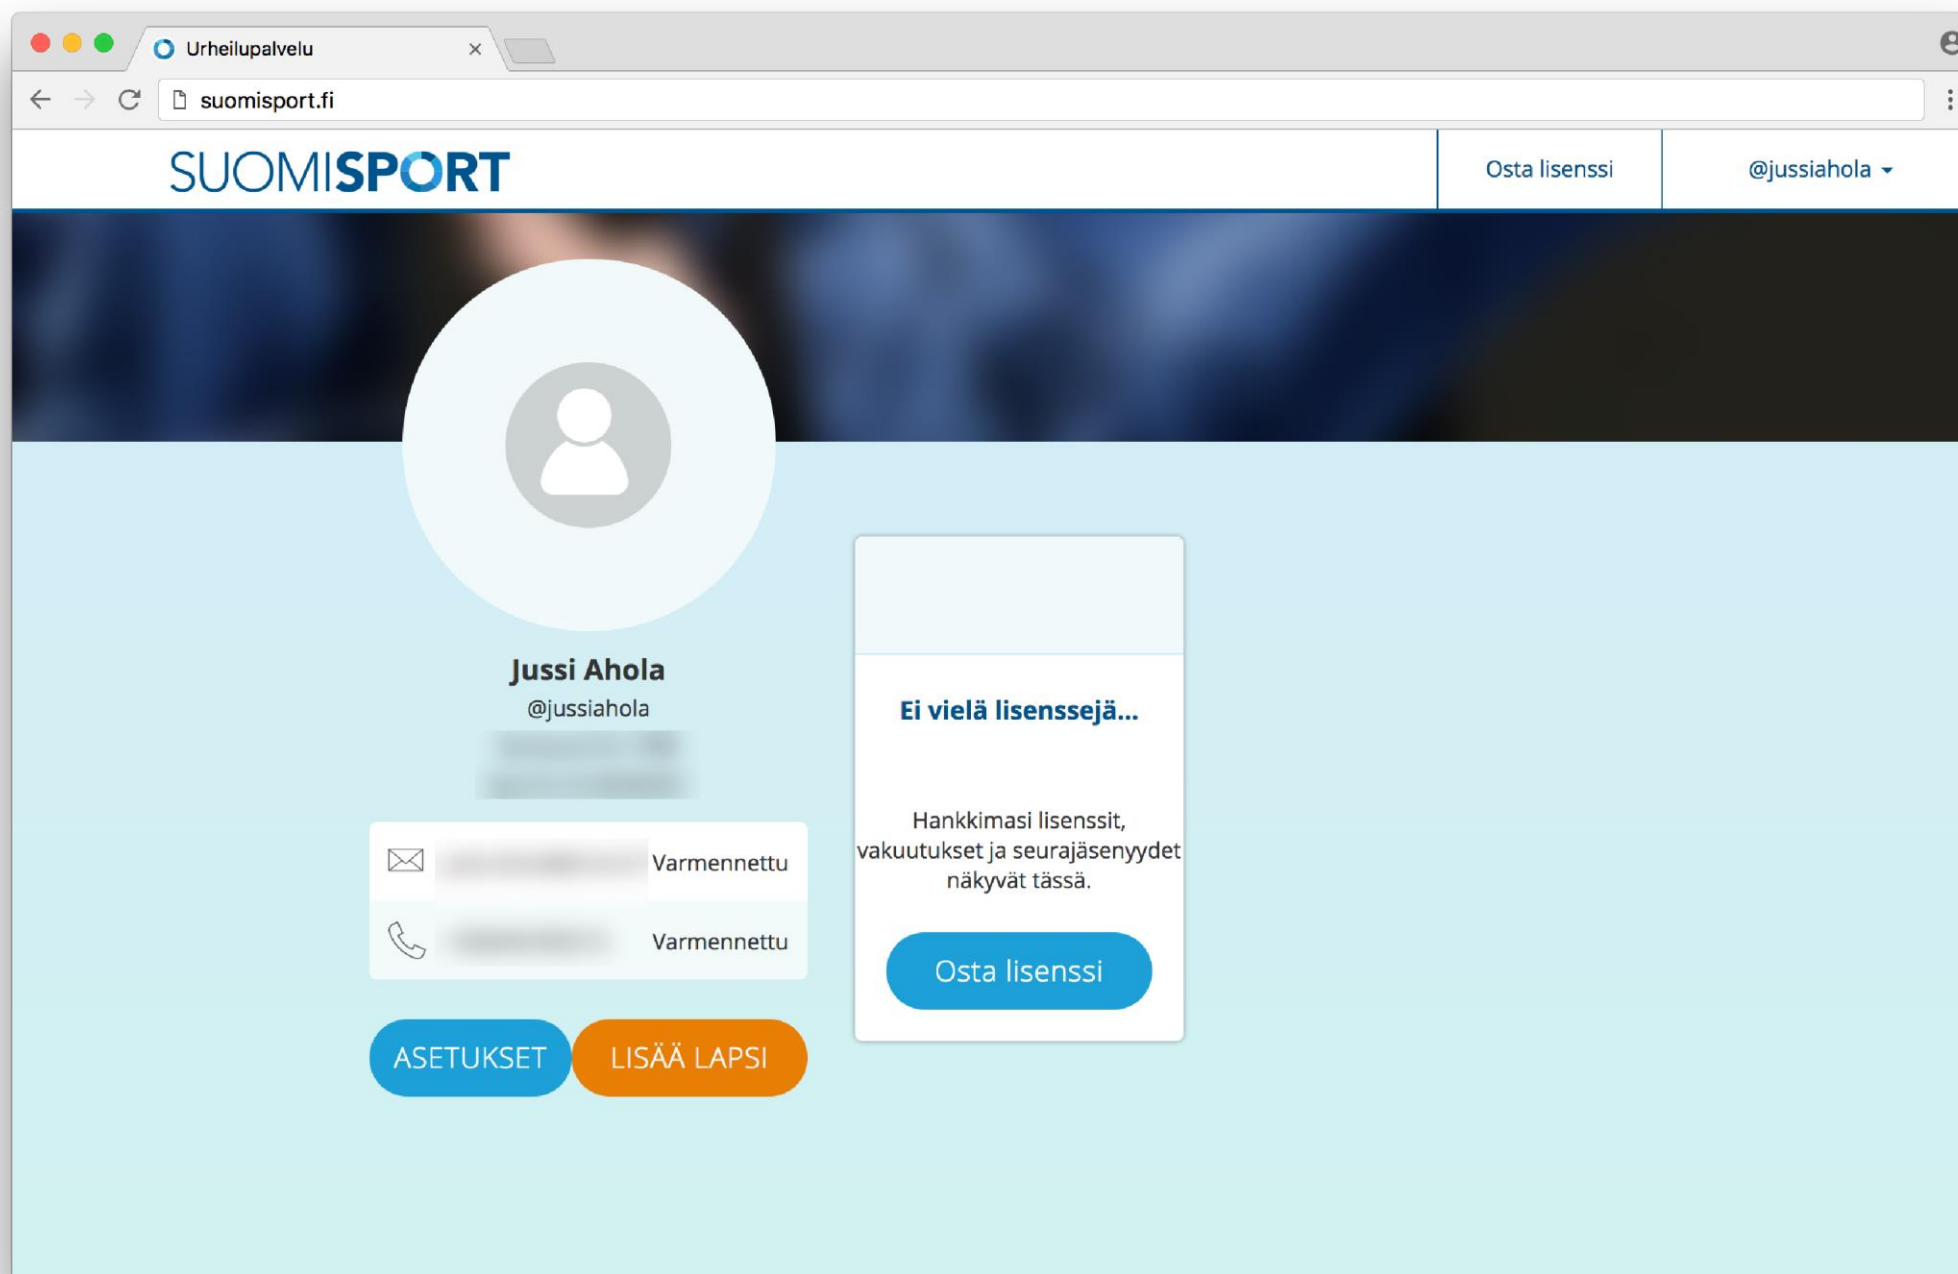 Urheilupalvelu
suomisport.fi
SUOMISPORT
Osta lisenssi
@jussiahola
Jussi Ahola
@jussiahola
Varmennettu
Varmennettu
ASETUKSET
LISÄÄ LAPSI
Ei vielä lisenssejä...
Hankkimasi lisenssit,
vakuutukset ja seurajäsenyydet
näkyvät tässä.
Osta lisenssi